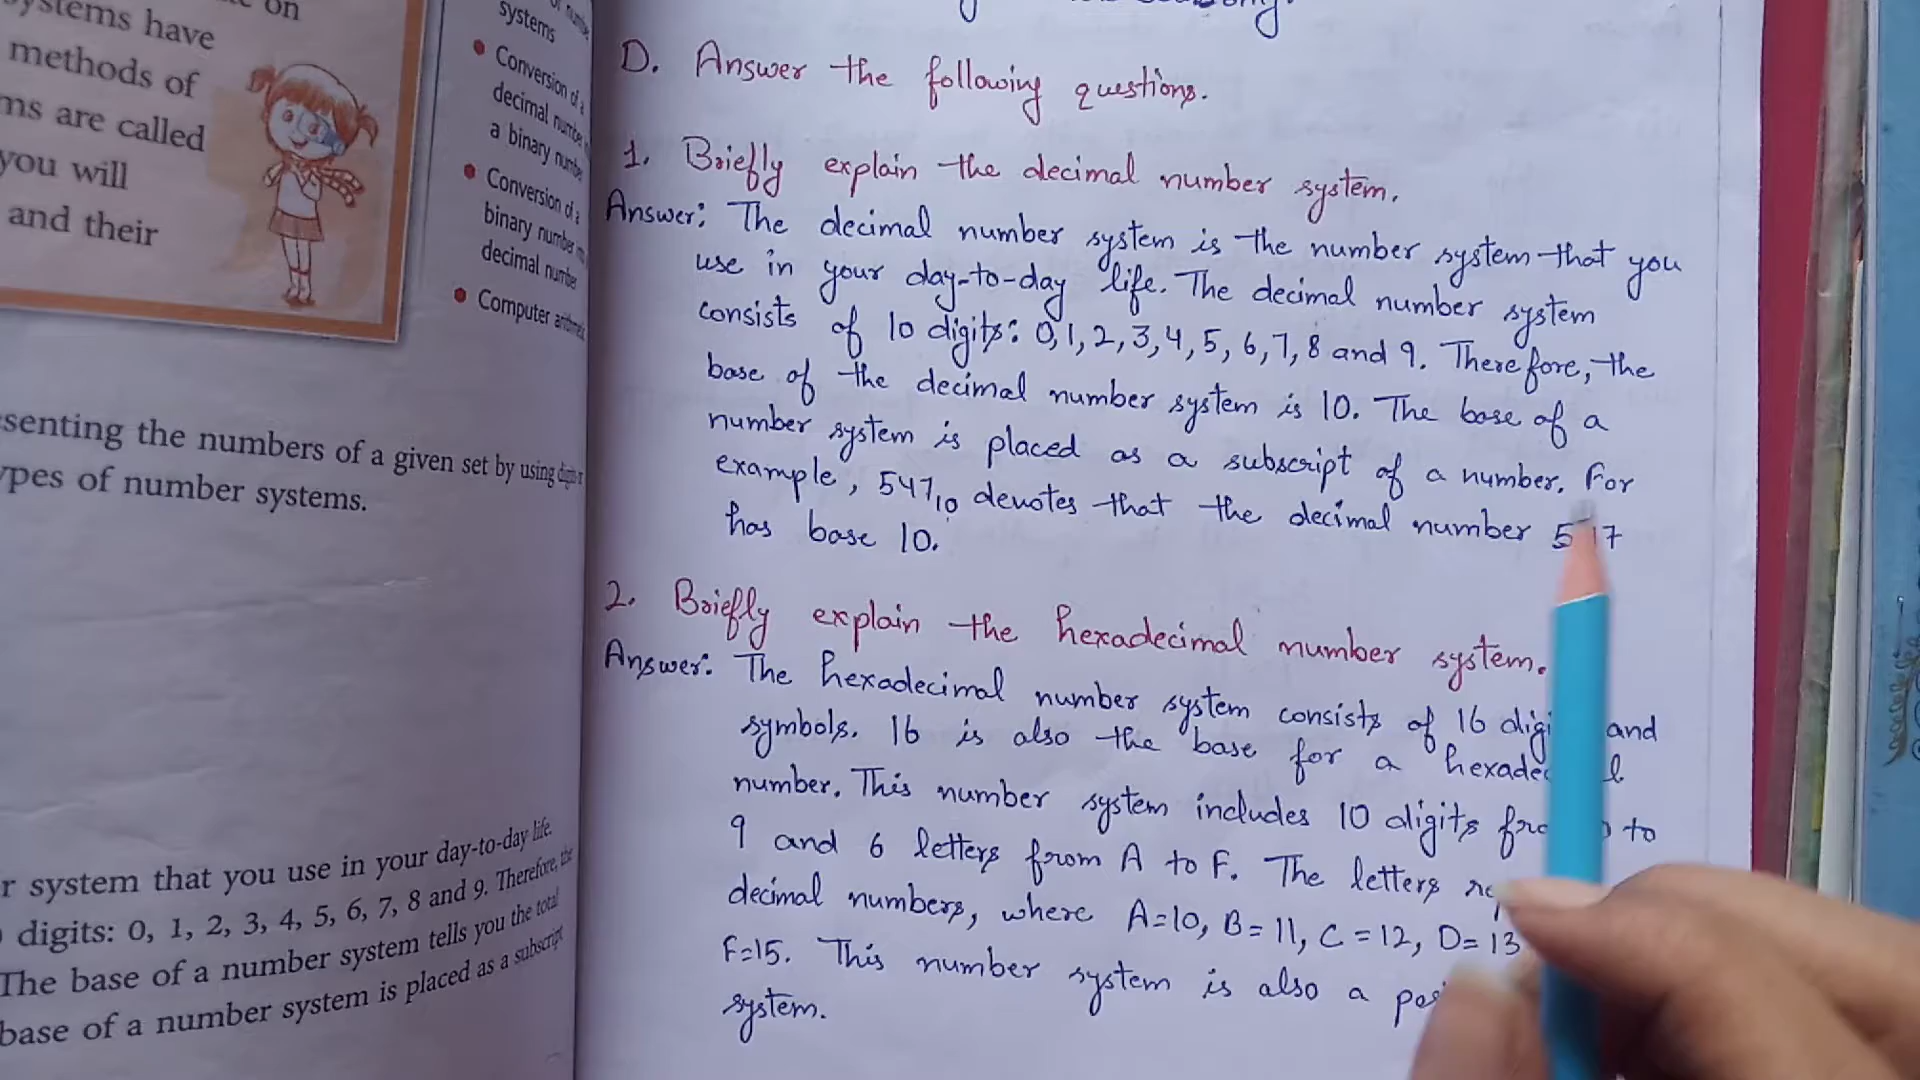 on
systems have
methods of
ms are called
you will
and their
systems
Conversion of a
decimal number
a binary number
Conversion of a
binary number into
decimal number
Computer arithmetic
senting the numbers of a given set by using
ypes of number systems.
r system that you use in your day-to-day life.
digits: 0, 1, 2, 3, 4, 5, 6, 7, 8 and 9. Therefore, the
The base of a number system tells you the total
base of a number system is placed as a subscript
D. Answer the following questions.
1. Briefly explain the decimal number system.
Answer: The decimal number system is the number system that you
use in your day-to-day life. The decimal number system
consists of 10 digits: 0, 1, 2, 3, 4, 5, 6, 7, 8 and 9. Therefore, the
base of the decimal number system is 10. The base of a
number system is placed as a subscript of a number. For
example, 547₁₀ denotes that the decimal number 547
has base 10.
2. Briefly explain the hexadecimal number system.
Answer: The hexadecimal number system consists of 16 digi and
symbols. 16 is also the base for a hexadec l
number. This number system includes 10 digits fro to
9 and 6 letters from A to F. The letters
decimal numbers, where A=10, B=11, C=12, D=13
F=15. This number system is also a pos
system.